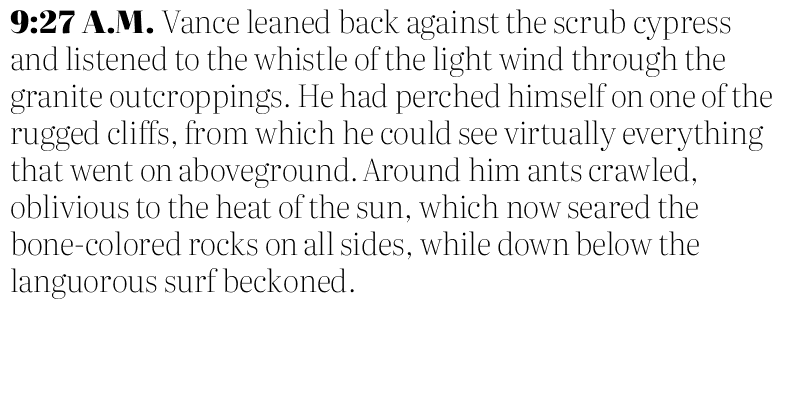 9:27 A.M. Vance leaned back against the scrub cypress
and listened to the whistle of the light wind through the
granite outcroppings. He had perched himself on one of the
rugged cliffs, from which he could see virtually everything
that went on aboveground. Around him ants crawled,
oblivious to the heat of the sun, which now seared the
bone-colored rocks on all sides, while down below the
languorous surf beckoned.